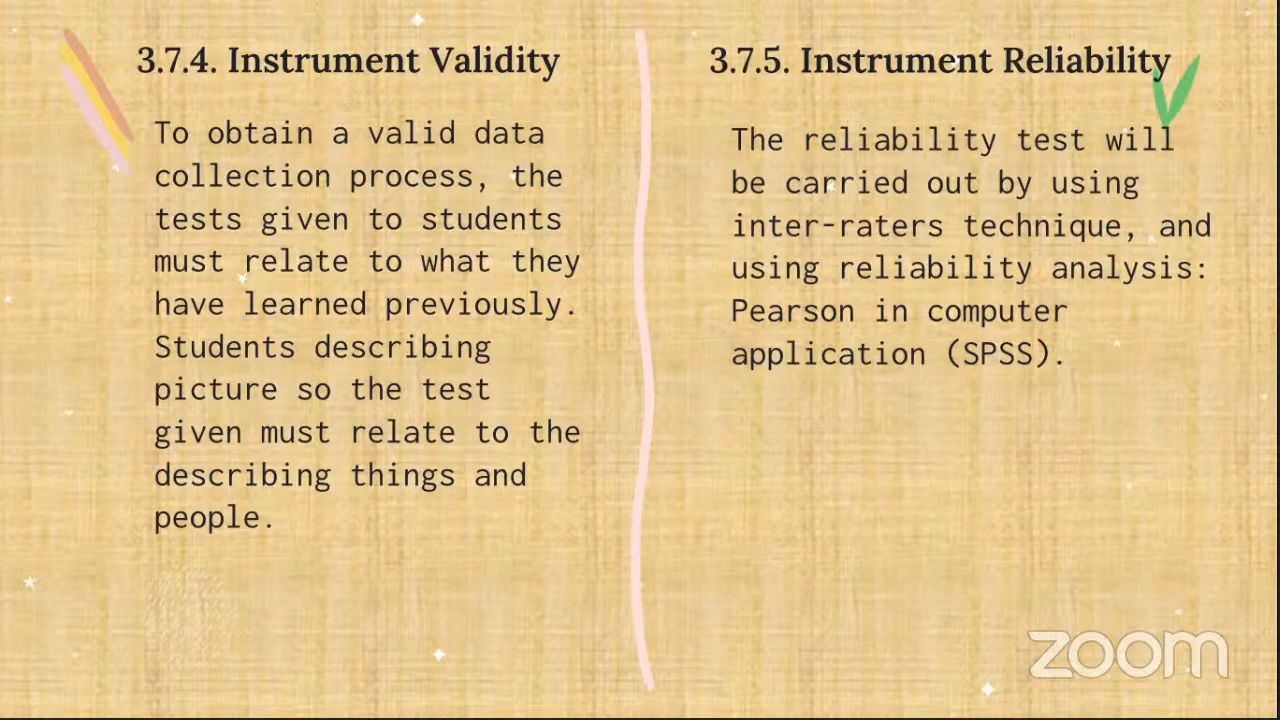 3.7.4. Instrument Validity
To obtain a valid data
collection process, the
tests given to students
must relate to what they
have learned previously.
Students describing
picture so the test
given must relate to the
describing things and
people.
3.7.5. Instrument Reliability
The reliability test will
be carried out by using
inter-raters technique, and
using reliability analysis:
Pearson in computer
application (SPSS).
zoom